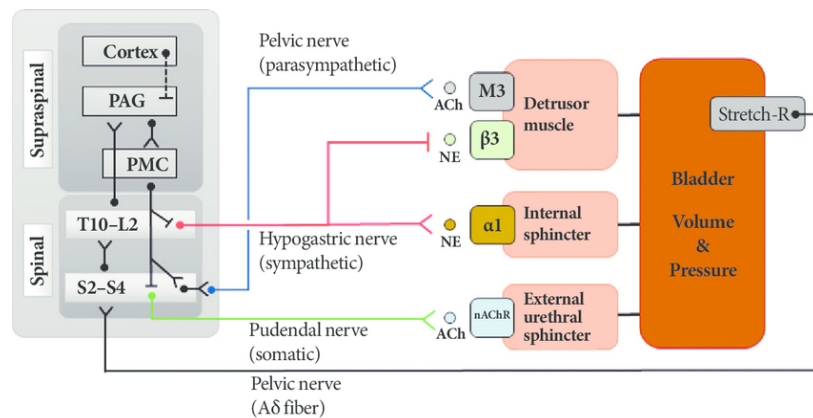 Supraspinal
Cortex
PAG
PMC
Spinal
T10–L2
S2–S4
Pelvic nerve
(parasympathetic)
Hypogastric nerve
(sympathetic)
Pudendal nerve
(somatic)
Pelvic nerve
(Aδ fiber)
ACh
M3
NE
β3
Detrusor
muscle
NE
α1
Internal
sphincter
ACh
nAChR
External
urethral
sphincter
Stretch-R
Bladder
Volume
&
Pressure